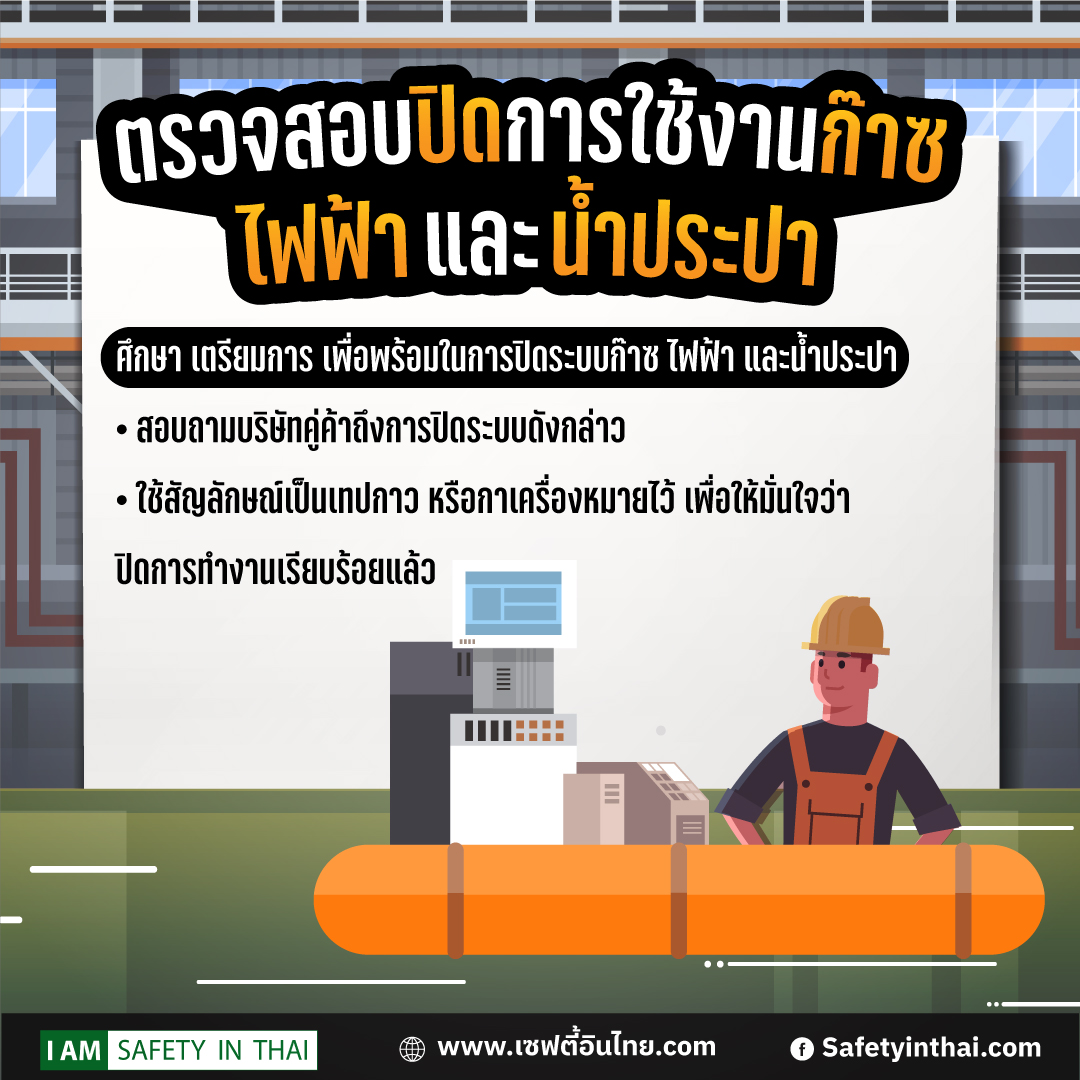 ตรวจสอบปิดการใช้งานก๊าซ
ไฟฟ้า และ น้ำประปา
ศึกษา เตรียมการ เพื่อพร้อมในการปิดระบบก๊าซ ไฟฟ้า และน้ำประปา
• สอบถามบริษัทคู่ค้าถึงการปิดระบบดังกล่าว
• ใช้สัญลักษณ์เป็นเทปกาว หรือกาเครื่องหมายไว้ เพื่อให้มั่นใจว่า
ปิดการทำงานเรียบร้อยแล้ว
I AM SAFETY IN THAI
www.เซฟตี้อินไทย.com
Safetyinthai.com